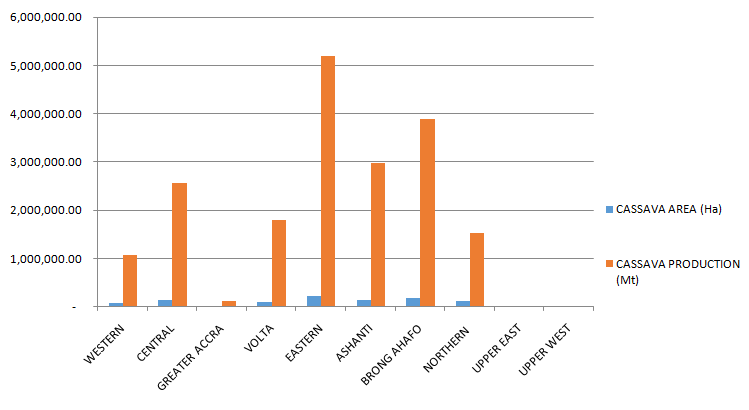 6,000,000.00
5,000,000.00
4,000,000.00
3,000,000.00
2,000,000.00
1,000,000.00
-
WESTERN
CENTRAL
GREATER ACCRA
VOLTA
EASTERN
ASHANTI
BRONG AHAFO
NORTHERN
UPPER EAST
UPPER WEST
CASSAVA AREA (Ha)
CASSAVA PRODUCTION
(Mt)